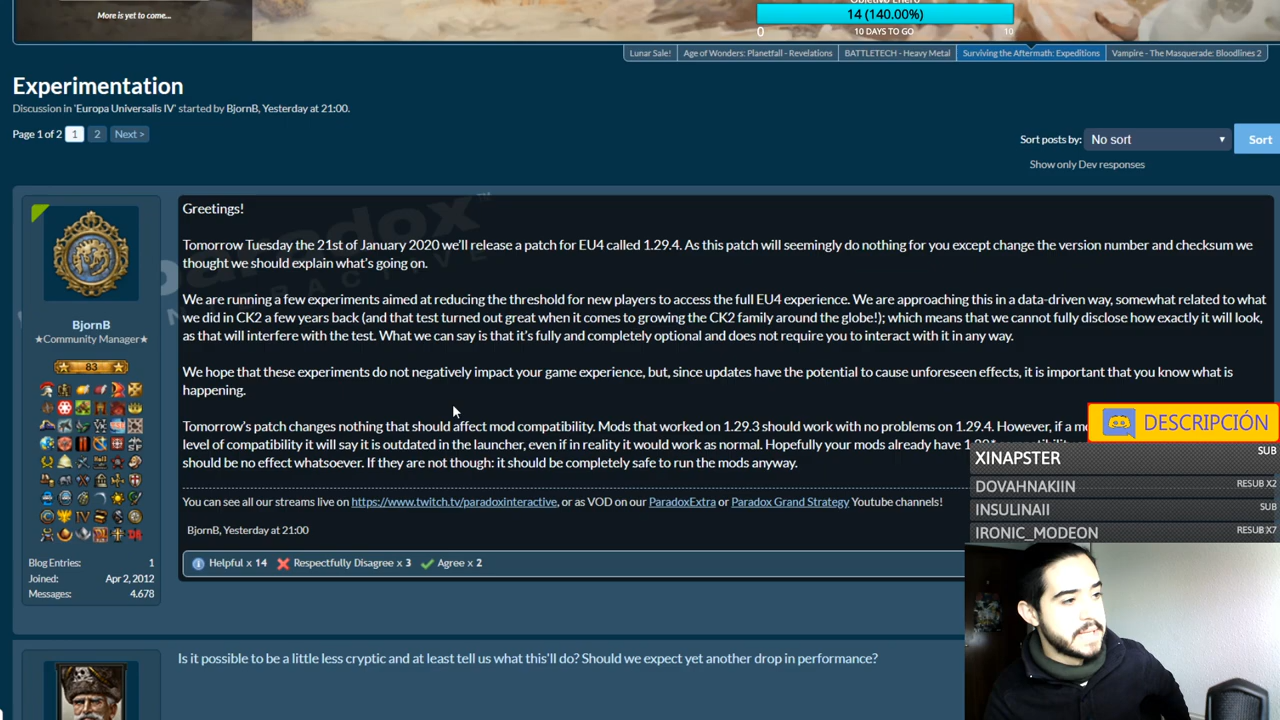 More is yet to come...
14 (140.00%)
0
10 DAYS TO GO
10
Lunar Sale!
Age of Wonders: Planetfall - Revelations
BATTLETECH - Heavy Metal
Surviving the Aftermath: Expeditions
Vampire - The Masquerade: Bloodlines 2
Experimentation
Discussion in 'Europa Universalis IV' started by BjornB, Yesterday at 21:00.
Page 1 of 2 1 2 Next >
Sort posts by: No sort Sort
Show only Dev responses
BjornB
★Community Manager★
83
Blog Entries: 1
Joined: Apr 2, 2012
Messages: 4.678
Greetings!
Tomorrow Tuesday the 21st of January 2020 we'll release a patch for EU4 called 1.29.4. As this patch will seemingly do nothing for you except change the version number and checksum we
thought we should explain what's going on.
We are running a few experiments aimed at reducing the threshold for new players to access the full EU4 experience. We are approaching this in a data-driven way, somewhat related to what
we did in CK2 a few years back (and that test turned out great when it comes to growing the CK2 family around the globe!); which means that we cannot fully disclose how exactly it will look,
as that will interfere with the test. What we can say is that it's fully and completely optional and does not require you to interact with it in any way.
We hope that these experiments do not negatively impact your game experience, but, since updates have the potential to cause unforeseen effects, it is important that you know what is
happening.
Tomorrow's patch changes nothing that should affect mod compatibility. Mods that worked on 1.29.3 should work with no problems on 1.29.4. However, if a
level of compatibility it will say it is outdated in the launcher, even if in reality it would work as normal. Hopefully your mods already have
should be no effect whatsoever. If they are not though: it should be completely safe to run the mods anyway.
You can see all our streams live on https://www.twitch.tv/paradoxinteractive, or as VOD on our ParadoxExtra or Paradox Grand Strategy Youtube channels!
BjornB, Yesterday at 21:00
Helpful x 14 Respectfully Disagree x 3 Agree x 2
DESCRIPCIÓN
XINAPSTER SUB
DOVAHNAKIIN RESUB X2
INSULINAII SUB
IRONIC_MODEON RESUB X7
Is it possible to be a little less cryptic and at least tell us what this'll do? Should we expect yet another drop in performance?